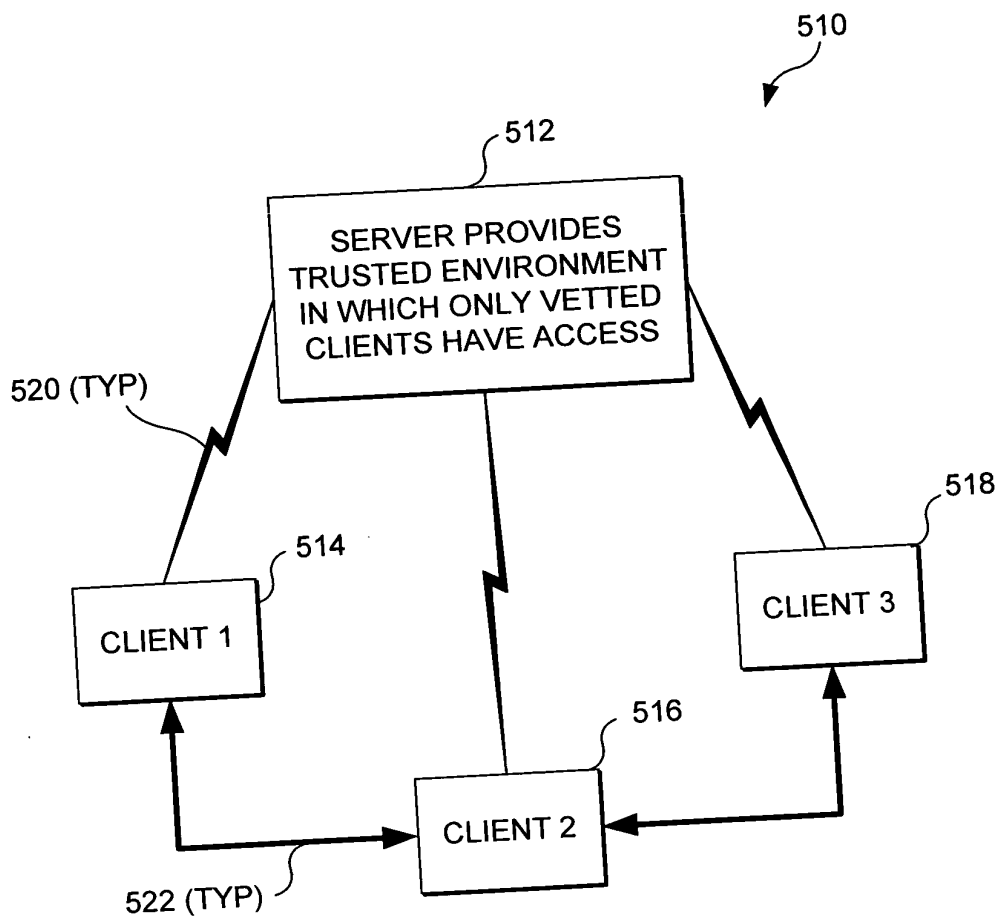 510
512
SERVER PROVIDES
TRUSTED ENVIRONMENT
IN WHICH ONLY VETTED
CLIENTS HAVE ACCESS
520 (TYP)
518
514
CLIENT 3
CLIENT 1
516
CLIENT 2
522 (TYP)